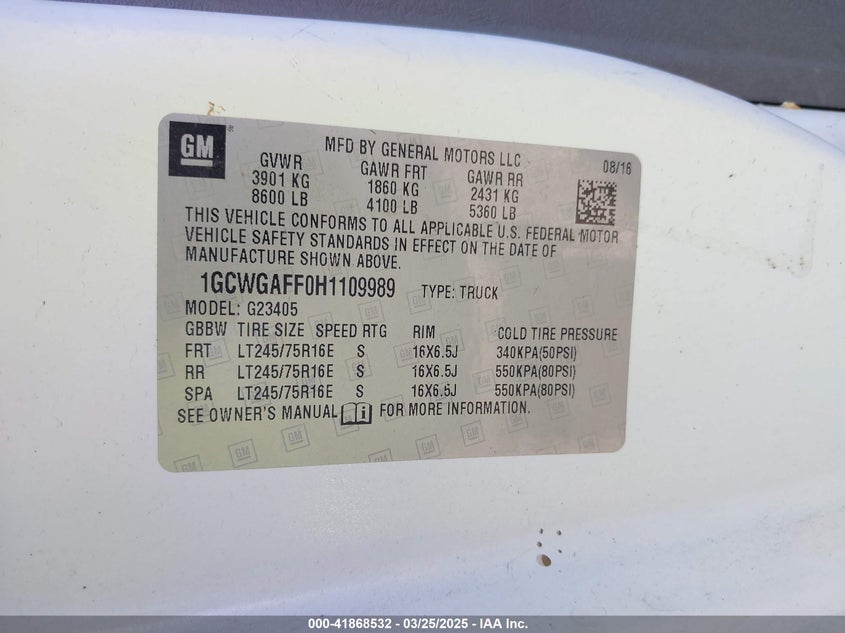 GM
MFD BY GENERAL MOTORS LLC
08/16
GVWR GAWR FRT GAWR RR
3901 KG 1860 KG 2431 KG
8600 LB 4100 LB 5360 LB
THIS VEHICLE CONFORMS TO ALL APPLICABLE U.S. FEDERAL MOTOR
VEHICLE SAFETY STANDARDS IN EFFECT ON THE DATE OF
MANUFACTURE SHOWN ABOVE.
1GCWGAFF0H1109989 TYPE: TRUCK
MODEL: G23405
GBBW TIRE SIZE SPEED RTG RIM COLD TIRE PRESSURE
FRT LT245/75R16E S 16X6.5J 340KPA(50PSI)
RR LT245/75R16E S 16X6.5J 550KPA(80PSI)
SPA LT245/75R16E S 16X6.5J 550KPA(80PSI)
SEE OWNER'S MANUAL FOR MORE INFORMATION.
000-41868532 / 03/25/2025 - IAA Inc.